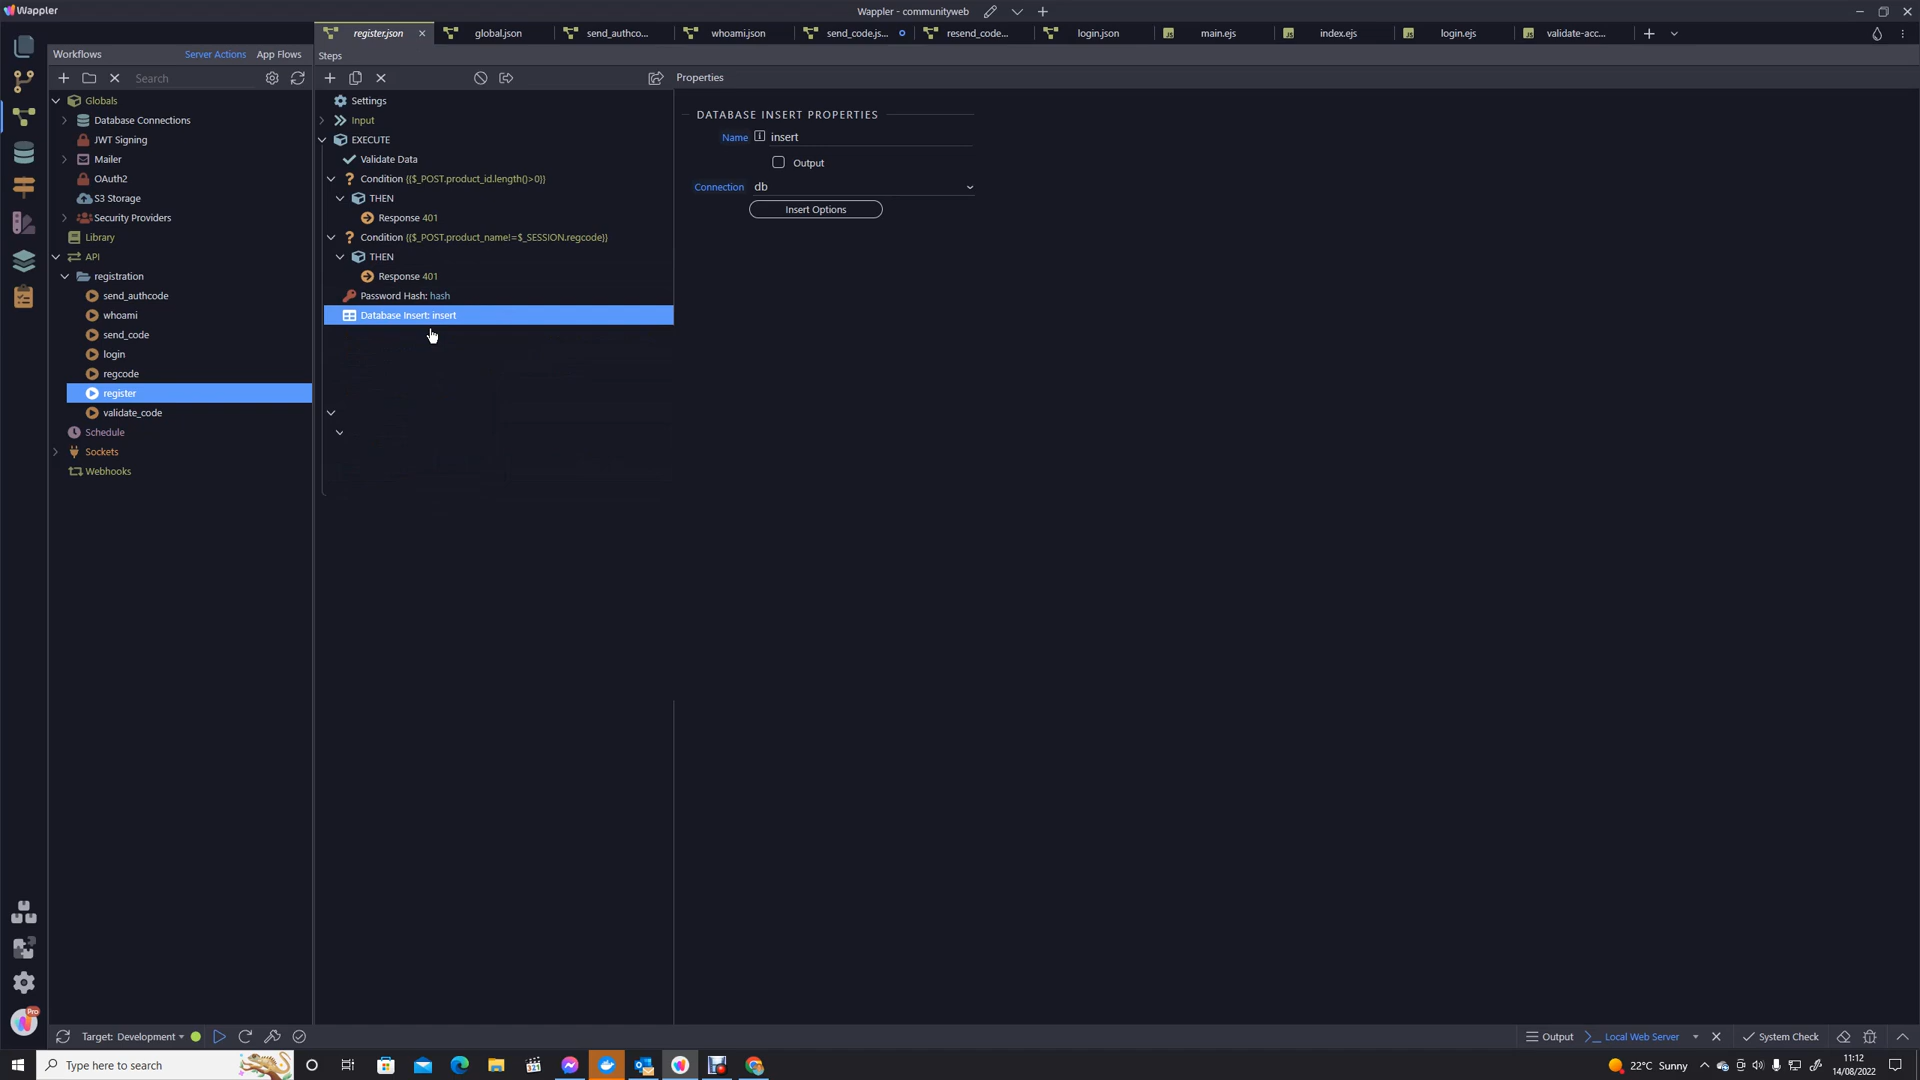 Wappler
Wappler - communityweb
register.json
global.json
send_authco...
whoami.json
send_code.js...
resend_code...
login.json
main.ejs
index.ejs
login.ejs
validate-acc...
Workflows
Server Actions
App Flows
Steps
Search
Properties
Globals
Database Connections
JWT Signing
Mailer
OAuth2
S3 Storage
Security Providers
Library
API
registration
send_authcode
whoami
send_code
login
regcode
register
validate_code
Schedule
Sockets
Webhooks
Settings
Input
EXECUTE
Validate Data
Condition {{$_POST.product_id.length()>0}}
THEN
Response 401
Condition {{$_POST.product_name!=$_SESSION.regcode}}
THEN
Response 401
Password Hash: hash
Database Insert: insert
DATABASE INSERT PROPERTIES
Name insert
Output
Connection db
Insert Options
Target: Development
Output
Local Web Server
System Check
Pro
Type here to search
22°C Sunny
11:12
14/08/2022